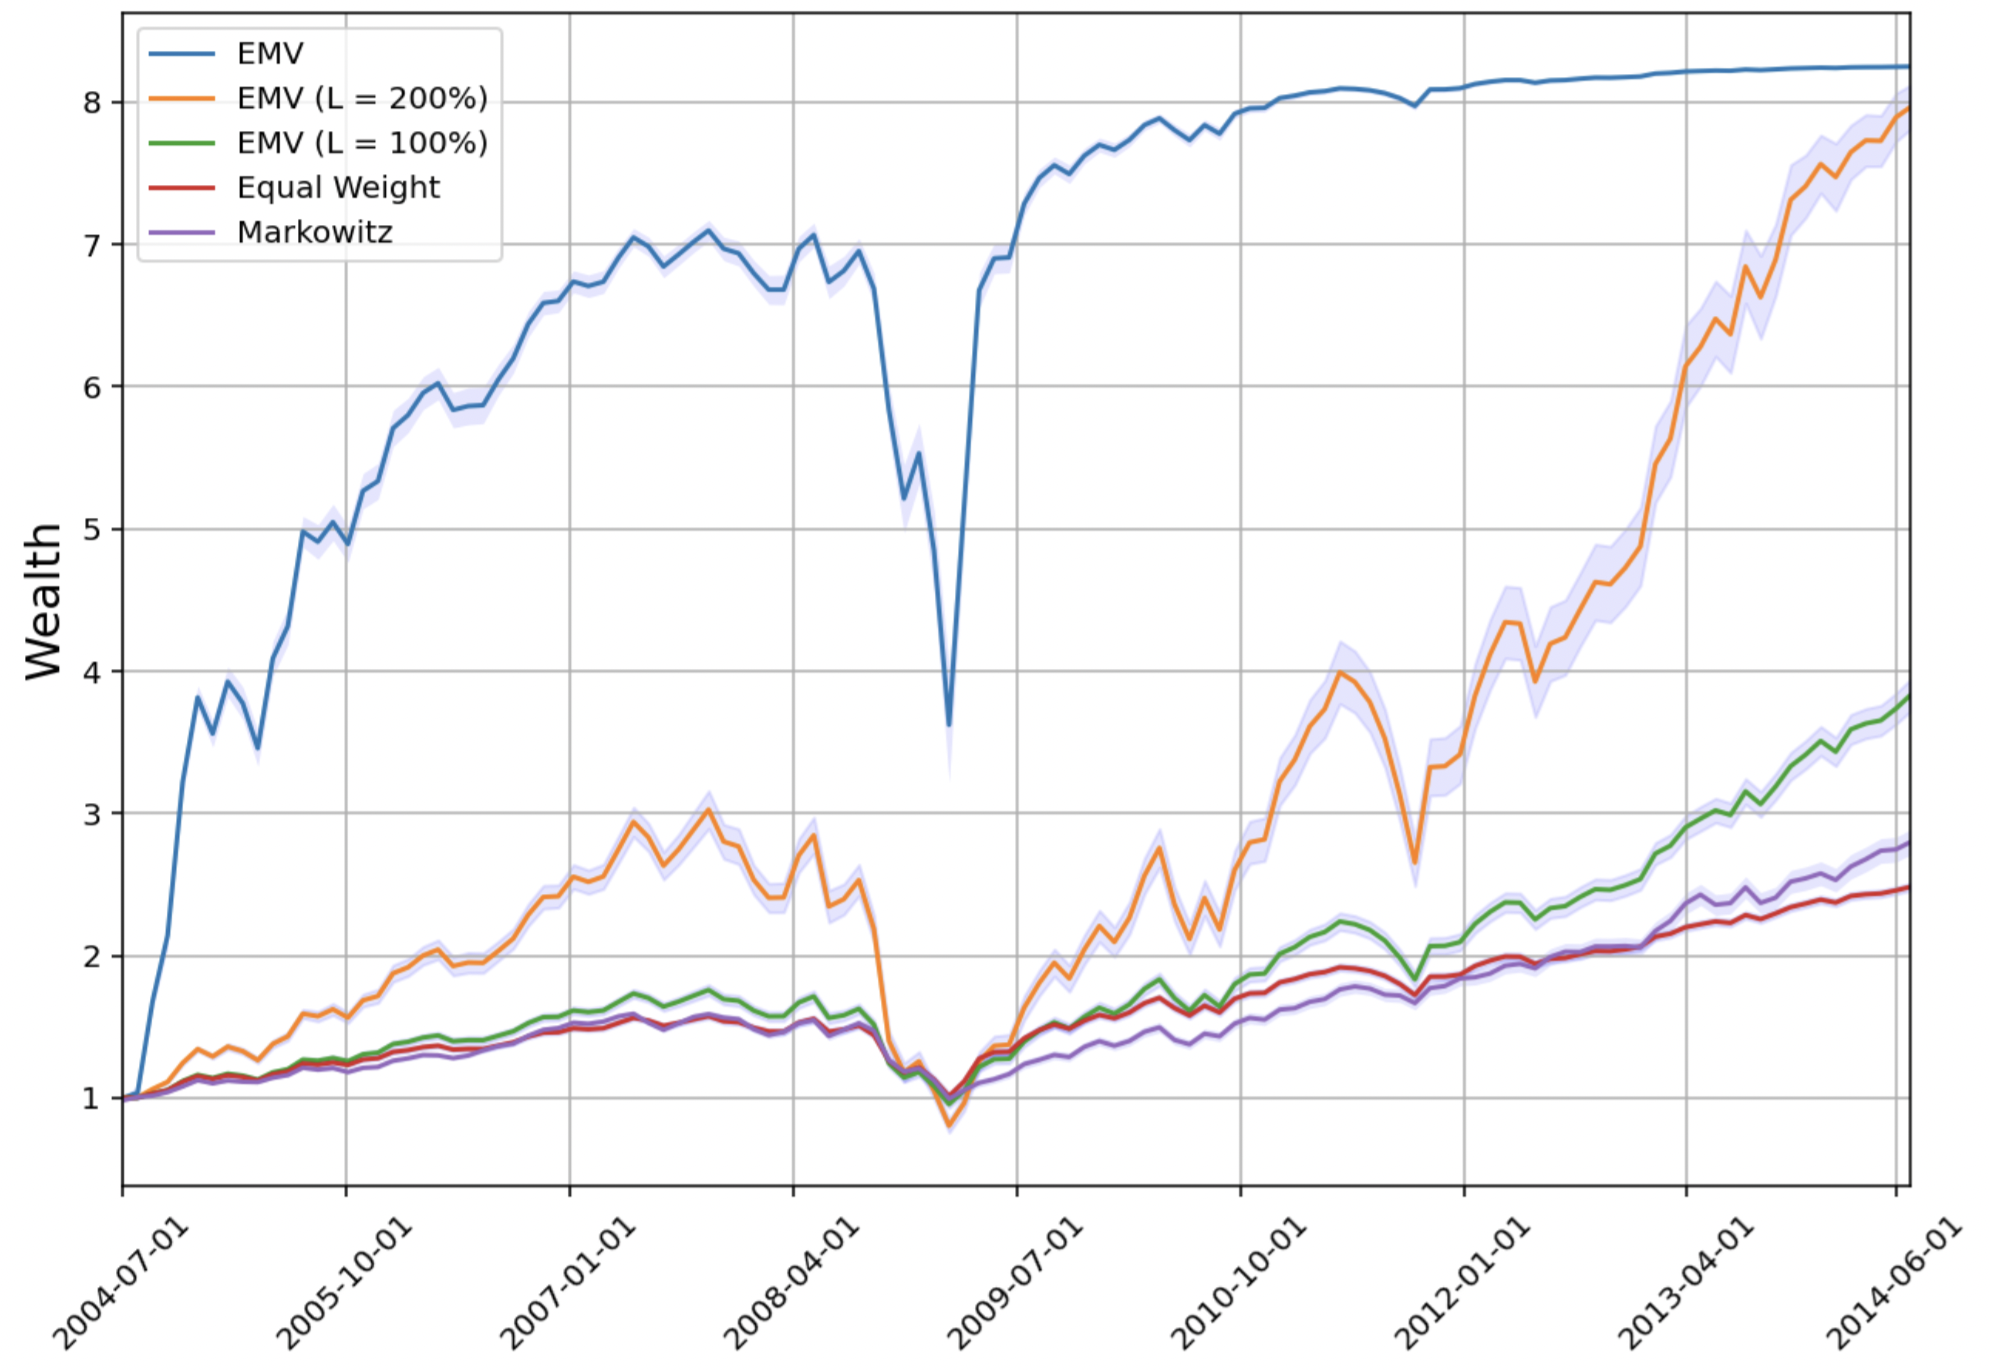 EMV
EMV (L = 200%)
EMV (L = 100%)
Equal Weight
Markowitz
Wealth
8
7
6
5
4
3
2
1
2004-07-01
2005-10-01
2007-01-01
2008-04-01
2009-07-01
2010-10-01
2012-01-01
2013-04-01
2014-06-01